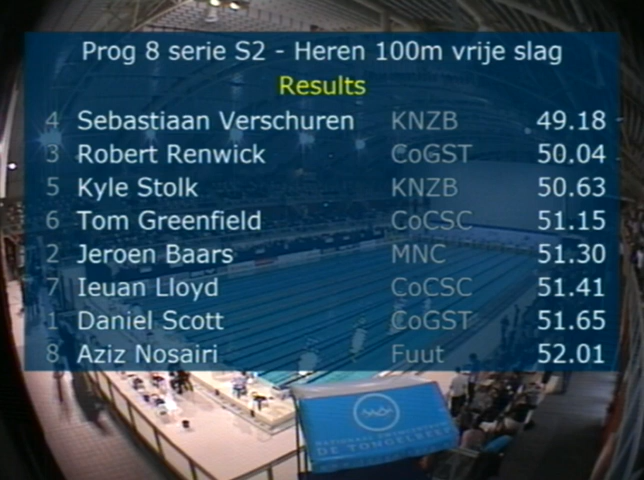 Prog 8 serie S2 - Heren 100m vrije slag
Results
4 Sebastiaan Verschuren KNZB 49.18
3 Robert Renwick CoGST 50.04
5 Kyle Stolk KNZB 50.63
6 Tom Greenfield CoCSC 51.15
2 Jeroen Baars MNC 51.30
7 Ieuan Lloyd CoCSC 51.41
1 Daniel Scott CoGST 51.65
8 Aziz Nosairi Fuut 52.01
DE TONGELREEP